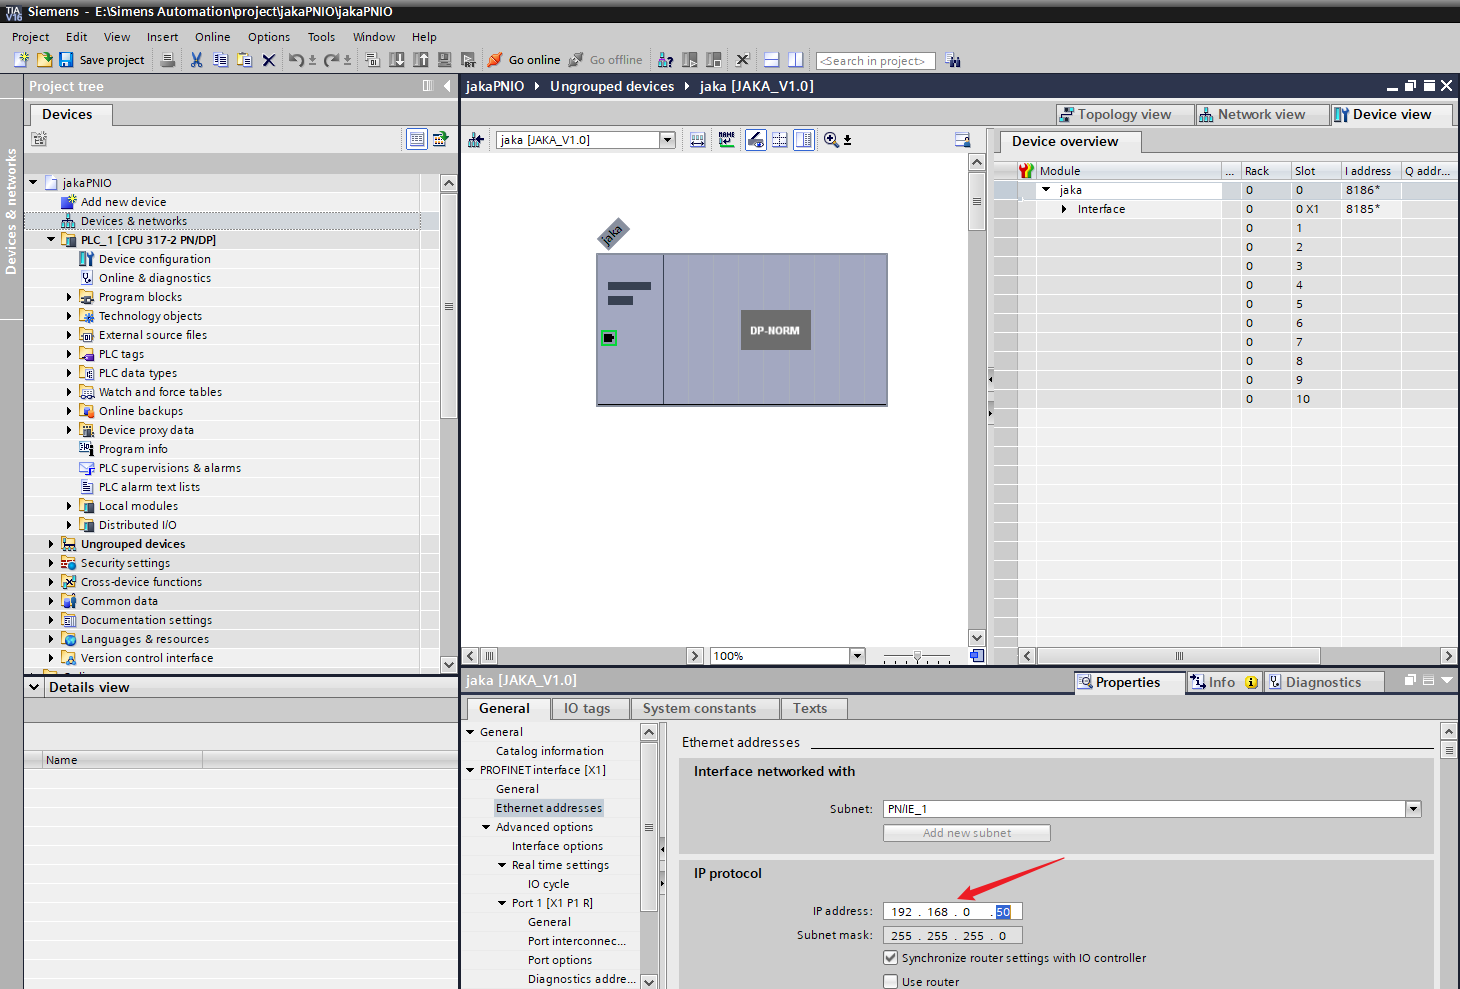 TIA V16 Siemens - E:\Simens Automation\project\jakaPNIO\jakaPNIO
Project Edit View Insert Online Options Tools Window Help
Save project Go online Go offline <Search in project>
Project tree
jakaPNIO Ungrouped devices jaka [JAKA_V1.0]
Devices
Topology view Network view Device view
jaka [JAKA_V1.0]
Device overview
Devices & networks
jakaPNIO
Add new device
Devices & networks
PLC_1 [CPU 317-2 PN/DP]
Device configuration
Online & diagnostics
Program blocks
Technology objects
External source files
PLC tags
PLC data types
Watch and force tables
Online backups
Device proxy data
Program info
PLC supervisions & alarms
PLC alarm text lists
Local modules
Distributed I/O
Ungrouped devices
Security settings
Cross-device functions
Common data
Documentation settings
Languages & resources
Version control interface
jaka
DP-NORM
100%
Module ... Rack Slot I address Q addr...
jaka 0 0 8186*
Interface 0 0 X1 8185*
0 1
0 2
0 3
0 4
0 5
0 6
0 7
0 8
0 9
0 10
Details view
Name
jaka [JAKA_V1.0]
Properties Info Diagnostics
General IO tags System constants Texts
General
Catalog information
PROFINET interface [X1]
General
Ethernet addresses
Advanced options
Interface options
Real time settings
IO cycle
Port 1 [X1 P1 R]
General
Port interconnec...
Port options
Diagnostics addre...
Ethernet addresses
Interface networked with
Subnet: PN/IE_1
Add new subnet
IP protocol
IP address: 192 . 168 . 0 . 50
Subnet mask: 255 . 255 . 255 . 0
Synchronize router settings with IO controller
Use router